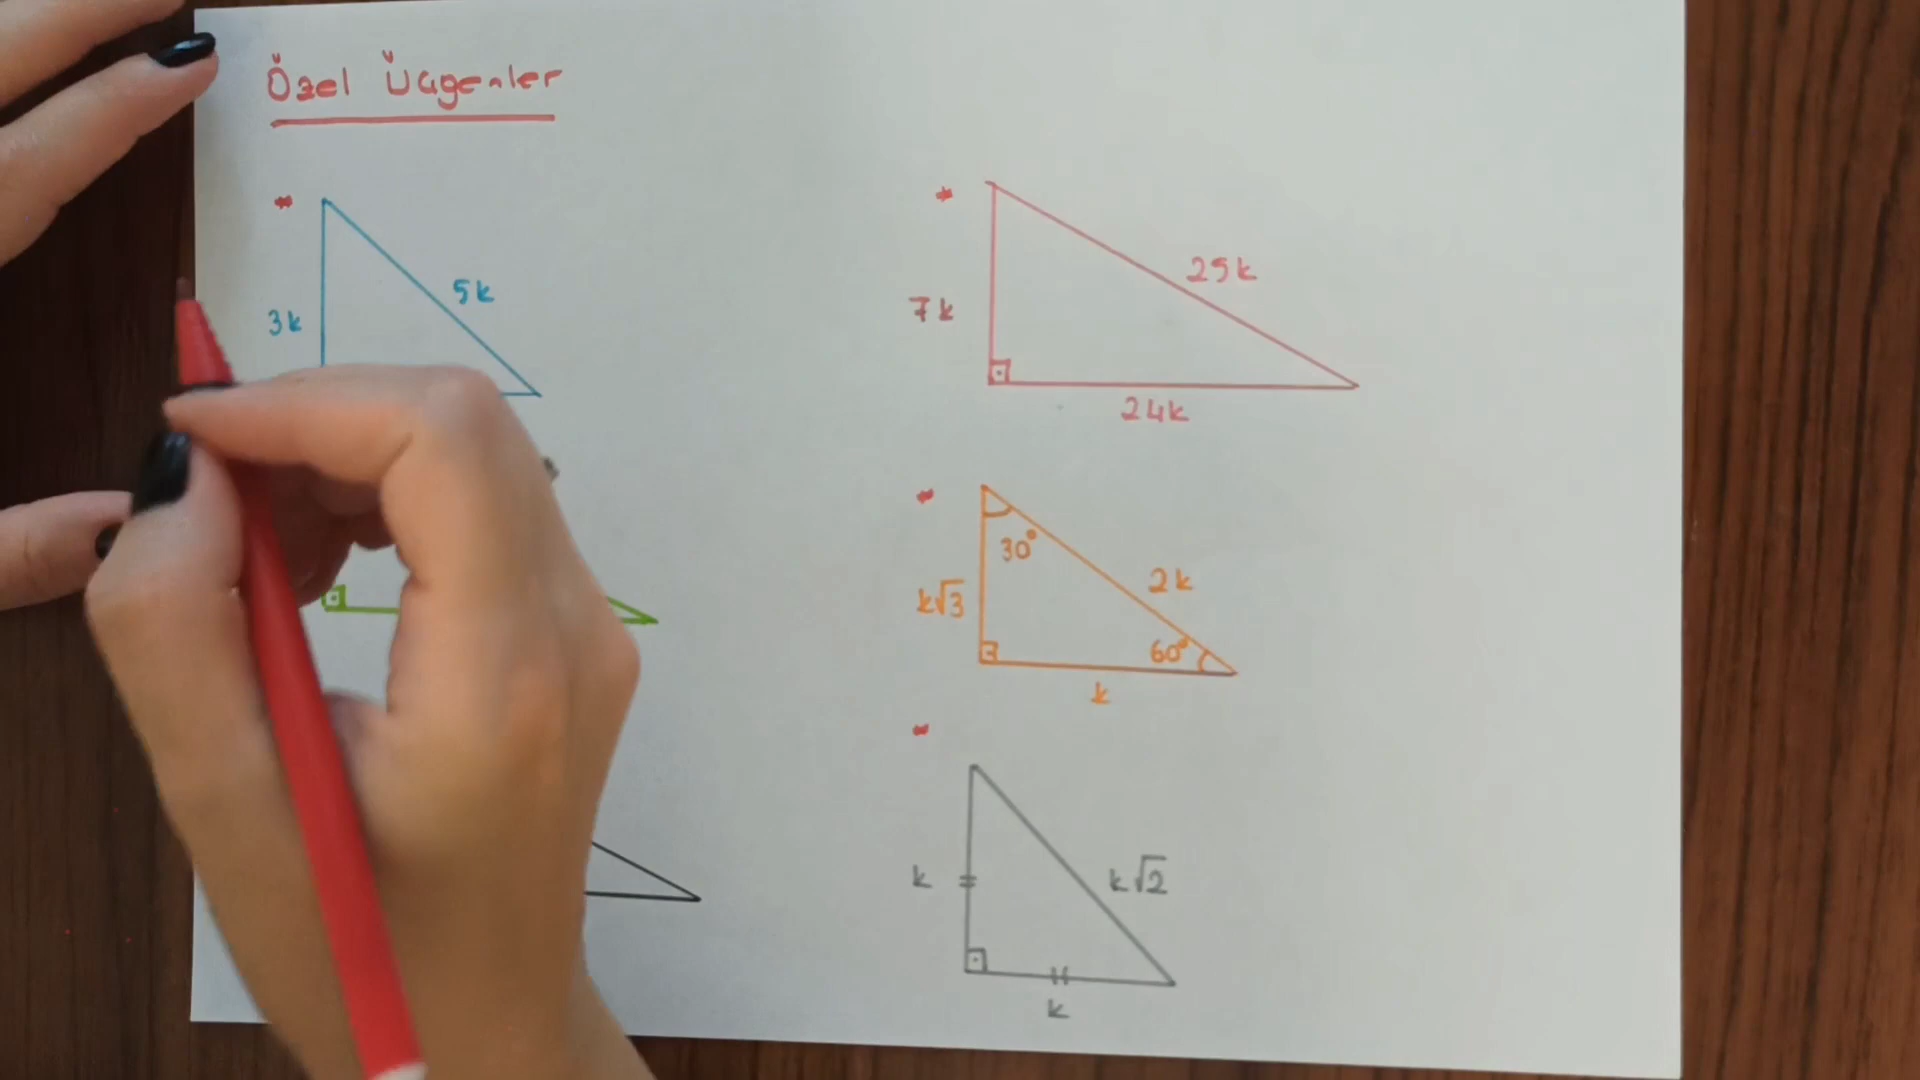 Özel Üçgenler
* 3k 5k
* 7k 25k
24k
* 30°
k√3 2k
60°
k
k k√2
k